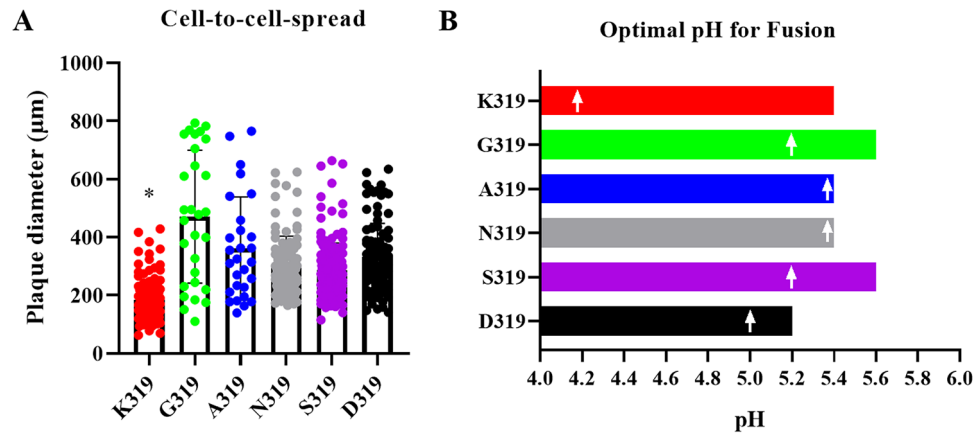 A
Cell-to-cell-spread
Plaque diameter (μm)
1000
800
600
400
200
0
*
K319
G319
A319
N319
S319
D319
B
Optimal pH for Fusion
K319
G319
A319
N319
S319
D319
4.0 4.2 4.4 4.6 4.8 5.0 5.2 5.4 5.6 5.8 6.0
pH